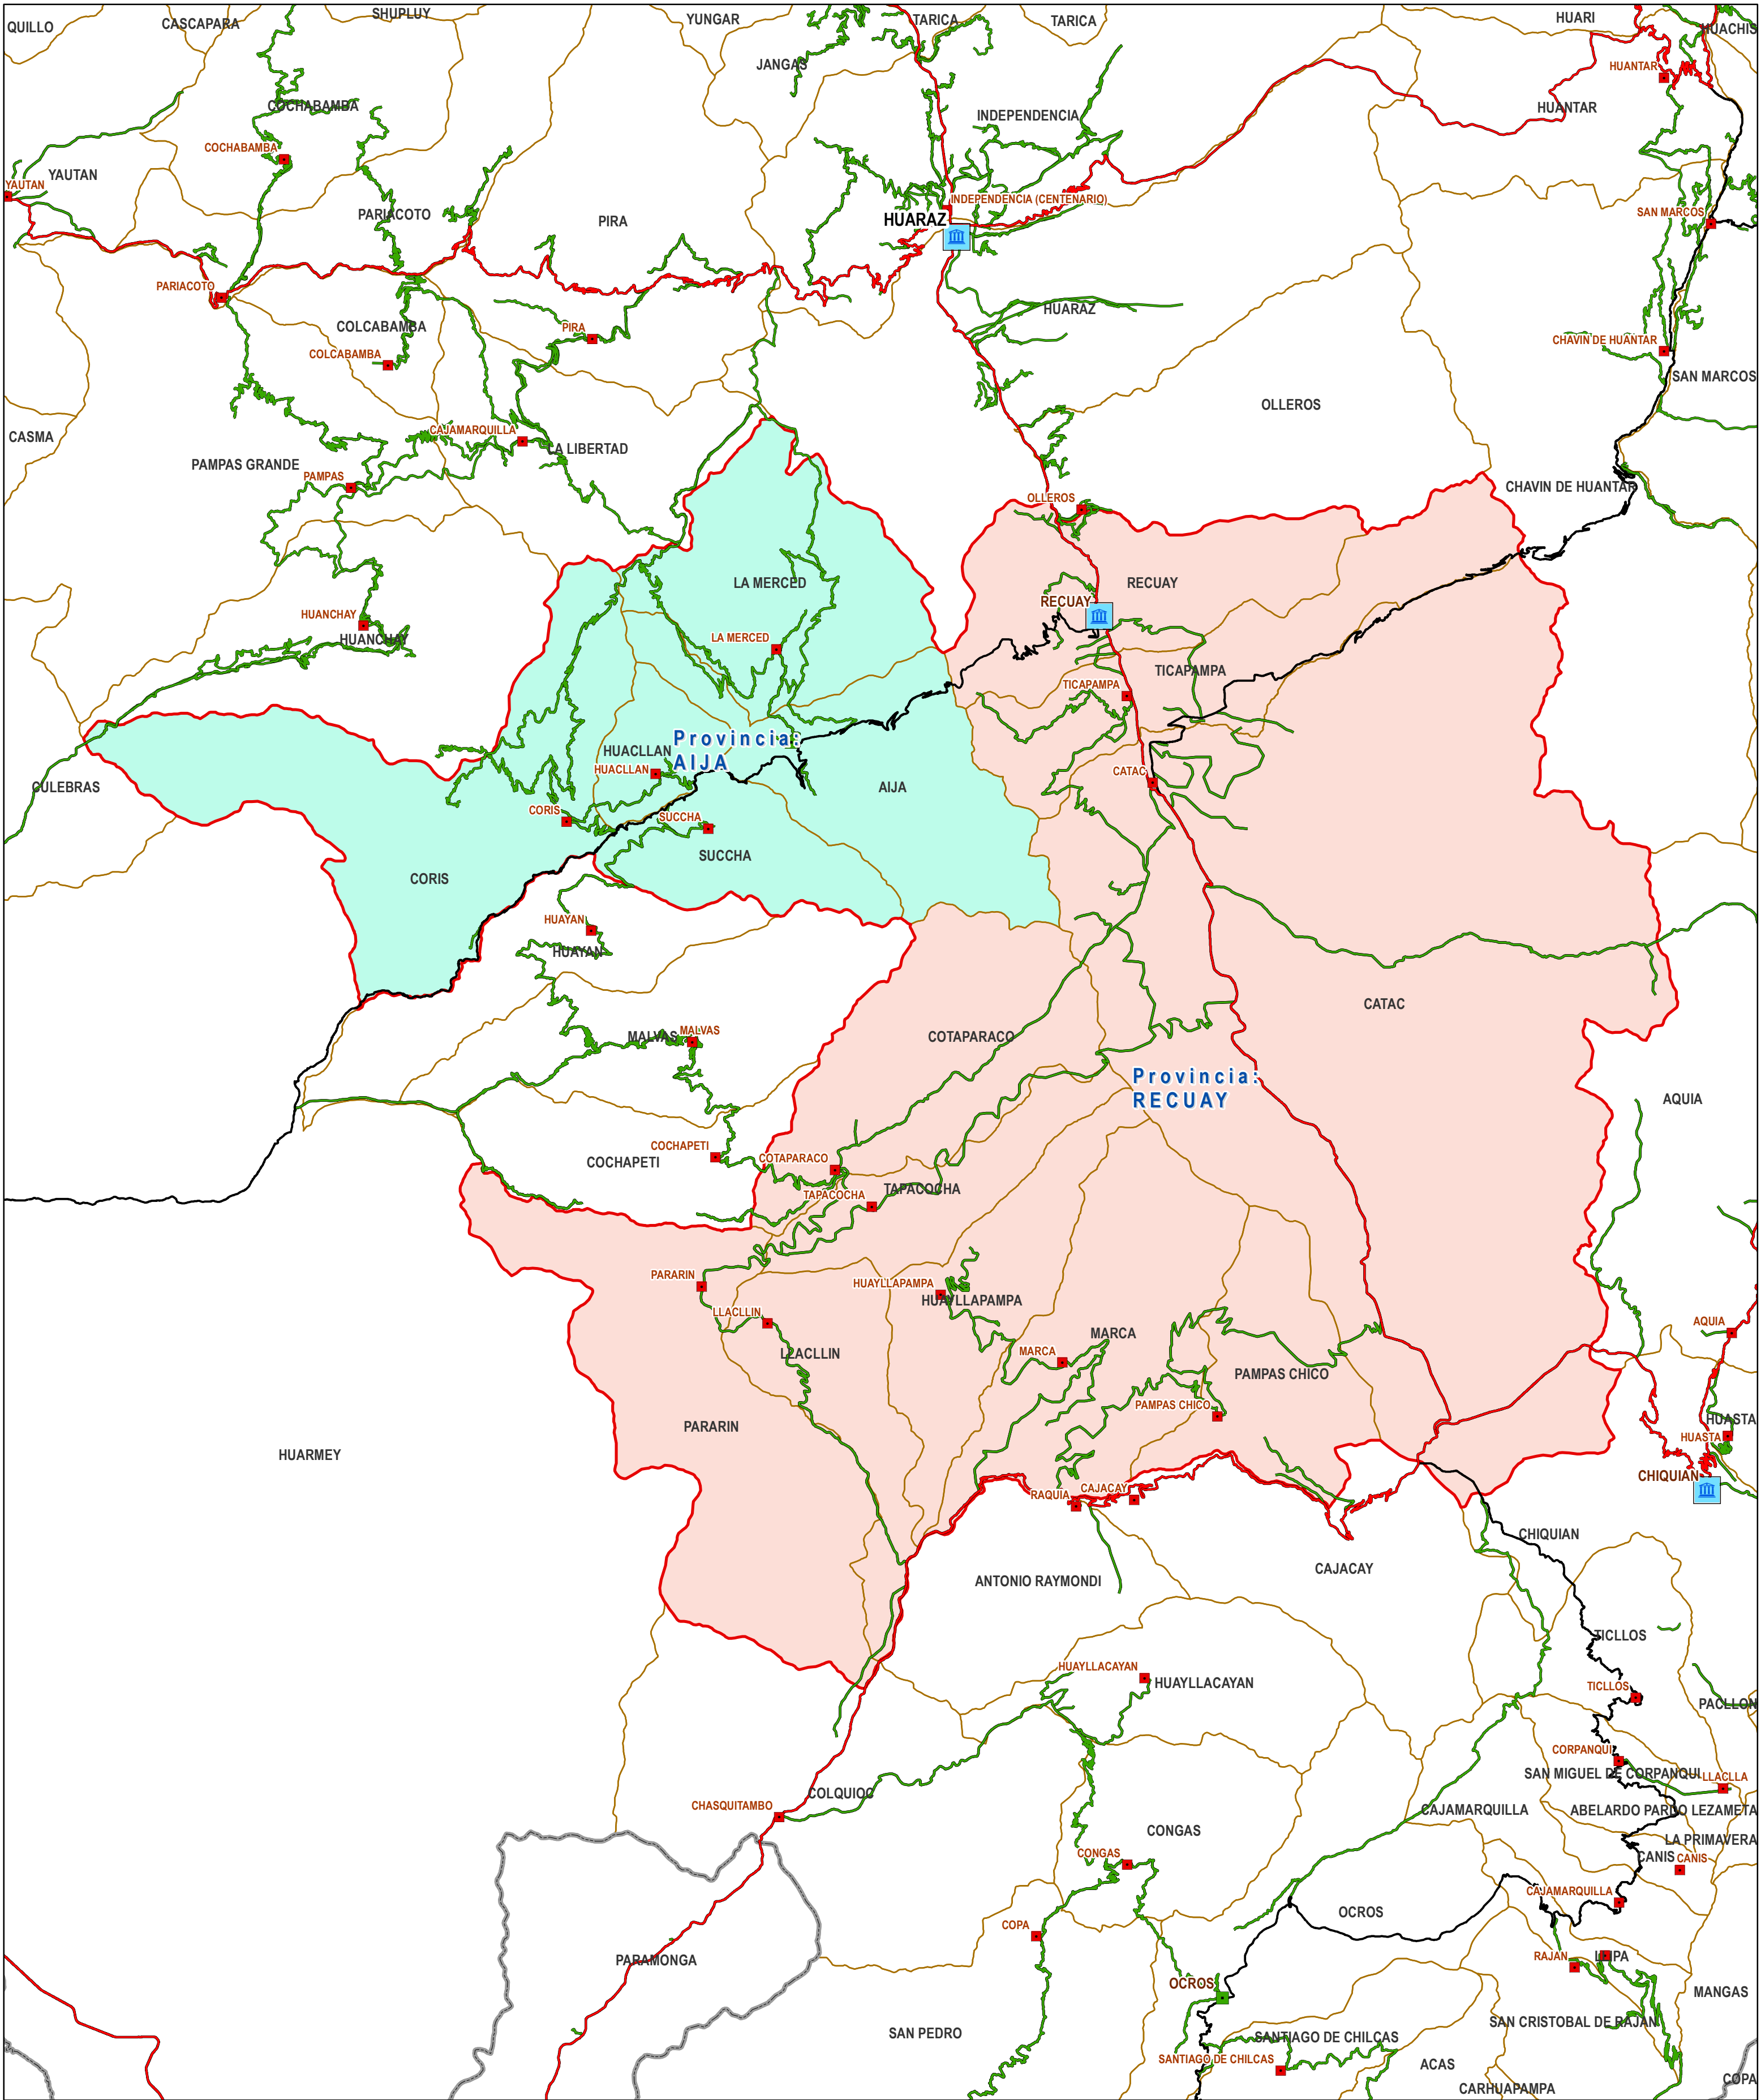 QUILLO
CASCAPARA
SHUPLUY
YUNGAR
TARICA
TARICA
HUARI
HUACHIS
JANGAS
HUANTAR
COCHABAMBA
INDEPENDENCIA
HUANTAR
COCHABAMBA
YAUTAN
YAUTAN
PARIACOTO
PIRA
INDEPENDENCIA (CENTENARIO)
HUARAZ
SAN MARCOS
PARIACOTO
COLCABAMBA
PIRA
HUARAZ
COLCABAMBA
CHAVIN DE HUANTAR
SAN MARCOS
OLLEROS
CASMA
CAJAMARQUILLA
LA LIBERTAD
PAMPAS GRANDE
PAMPAS
CHAVIN DE HUANTAR
OLLEROS
LA MERCED
RECUAY
RECUAY
HUANCHAY
HUANCHAY
LA MERCED
TICAPAMPA
TICAPAMPA
Provincia:
AIJA
HUACLLAN
HUACLLAN
CATAC
CULEBRAS
AIJA
CORIS
SUCCHA
SUCCHA
CORIS
HUAYAN
HUAYAN
CATAC
MALVAS
MALVAS
COTAPARACO
Provincia:
RECUAY
AQUIA
COCHAPETI
COCHAPETI
COTAPARACO
TAPACOCHA
TAPACOCHA
PARARIN
HUAYLLAPAMPA
HUAYLLAPAMPA
LLACLLIN
LLACLLIN
MARCA
MARCA
AQUIA
PAMPAS CHICO
PAMPAS CHICO
PARARIN
HUASTA
HUASTA
HUARMEY
CHIQUIAN
RAQUIA
CAJACAY
CHIQUIAN
ANTONIO RAYMONDI
CAJACAY
TICLLOS
HUAYLLACAYAN
HUAYLLACAYAN
TICLLOS
PACLLON
CORPANQUI
SAN MIGUEL DE CORPANQUI
LLACLLA
CHASQUITAMBO
COLQUIOC
CAJAMARQUILLA
ABELARDO PARDO LEZAMETA
CONGAS
LA PRIMAVERA
CONGAS
CANIS
CANIS
CAJAMARQUILLA
OCROS
COPA
PARAMONGA
RAJAN
OCROS
MANGAS
SAN PEDRO
SAN CRISTOBAL DE RAJAN
SANTIAGO DE CHILCAS
SANTIAGO DE CHILCAS
ACAS
CARHUAPAMPA
COPA